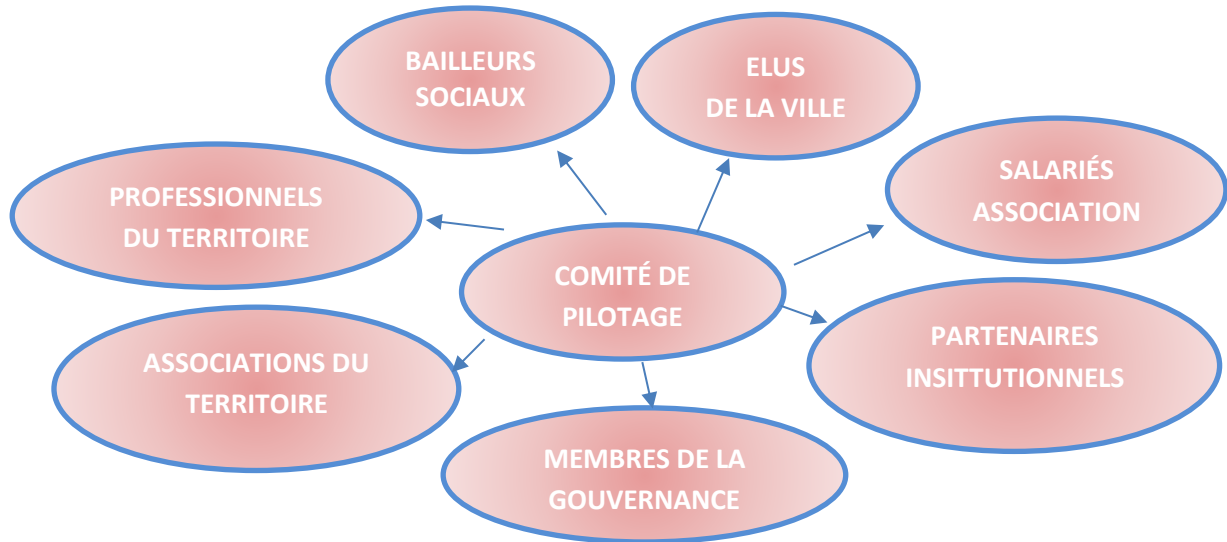 BAILLEURS
SOCIAUX
ELUS
DE LA VILLE
SALARIÉS
ASSOCIATION
PROFESSIONNELS
DU TERRITOIRE
COMITÉ DE
PILOTAGE
PARTENAIRES
INSITTUTIONNELS
ASSOCIATIONS DU
TERRITOIRE
MEMBRES DE LA
GOUVERNANCE